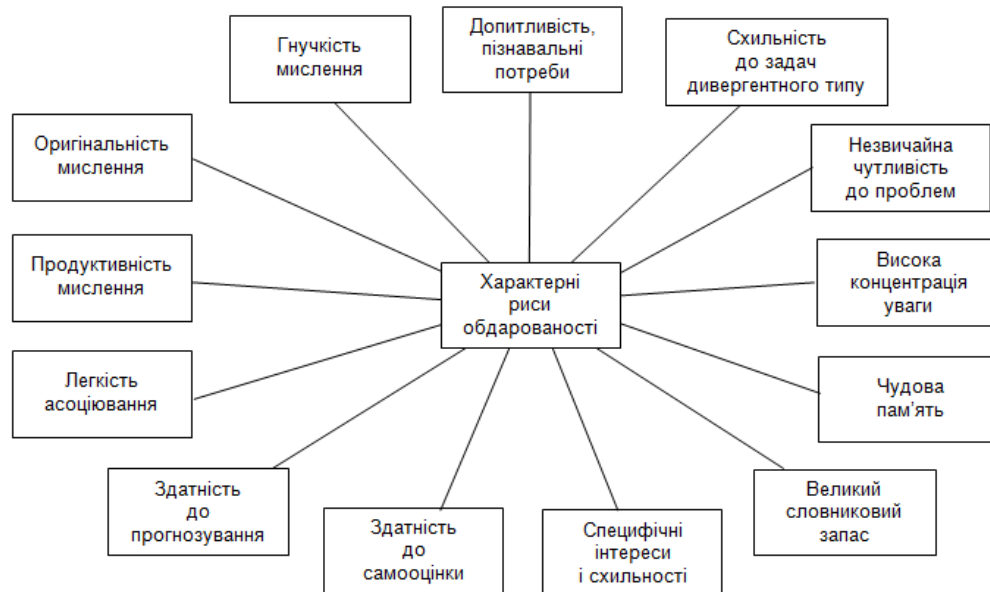 Допитливість,
пізнавальні
потреби
Схильність
до задач
дивергентного типу
Гнучкість
мислення
Оригінальність
мислення
Незвичайна
чутливість
до проблем
Продуктивність
мислення
Характерні
риси
обдарованості
Висока
концентрація
уваги
Легкість
асоціювання
Чудова
пам'ять
Здатність
до
прогнозування
Здатність
до
самооцінки
Специфічні
інтереси
і схильності
Великий
словниковий
запас